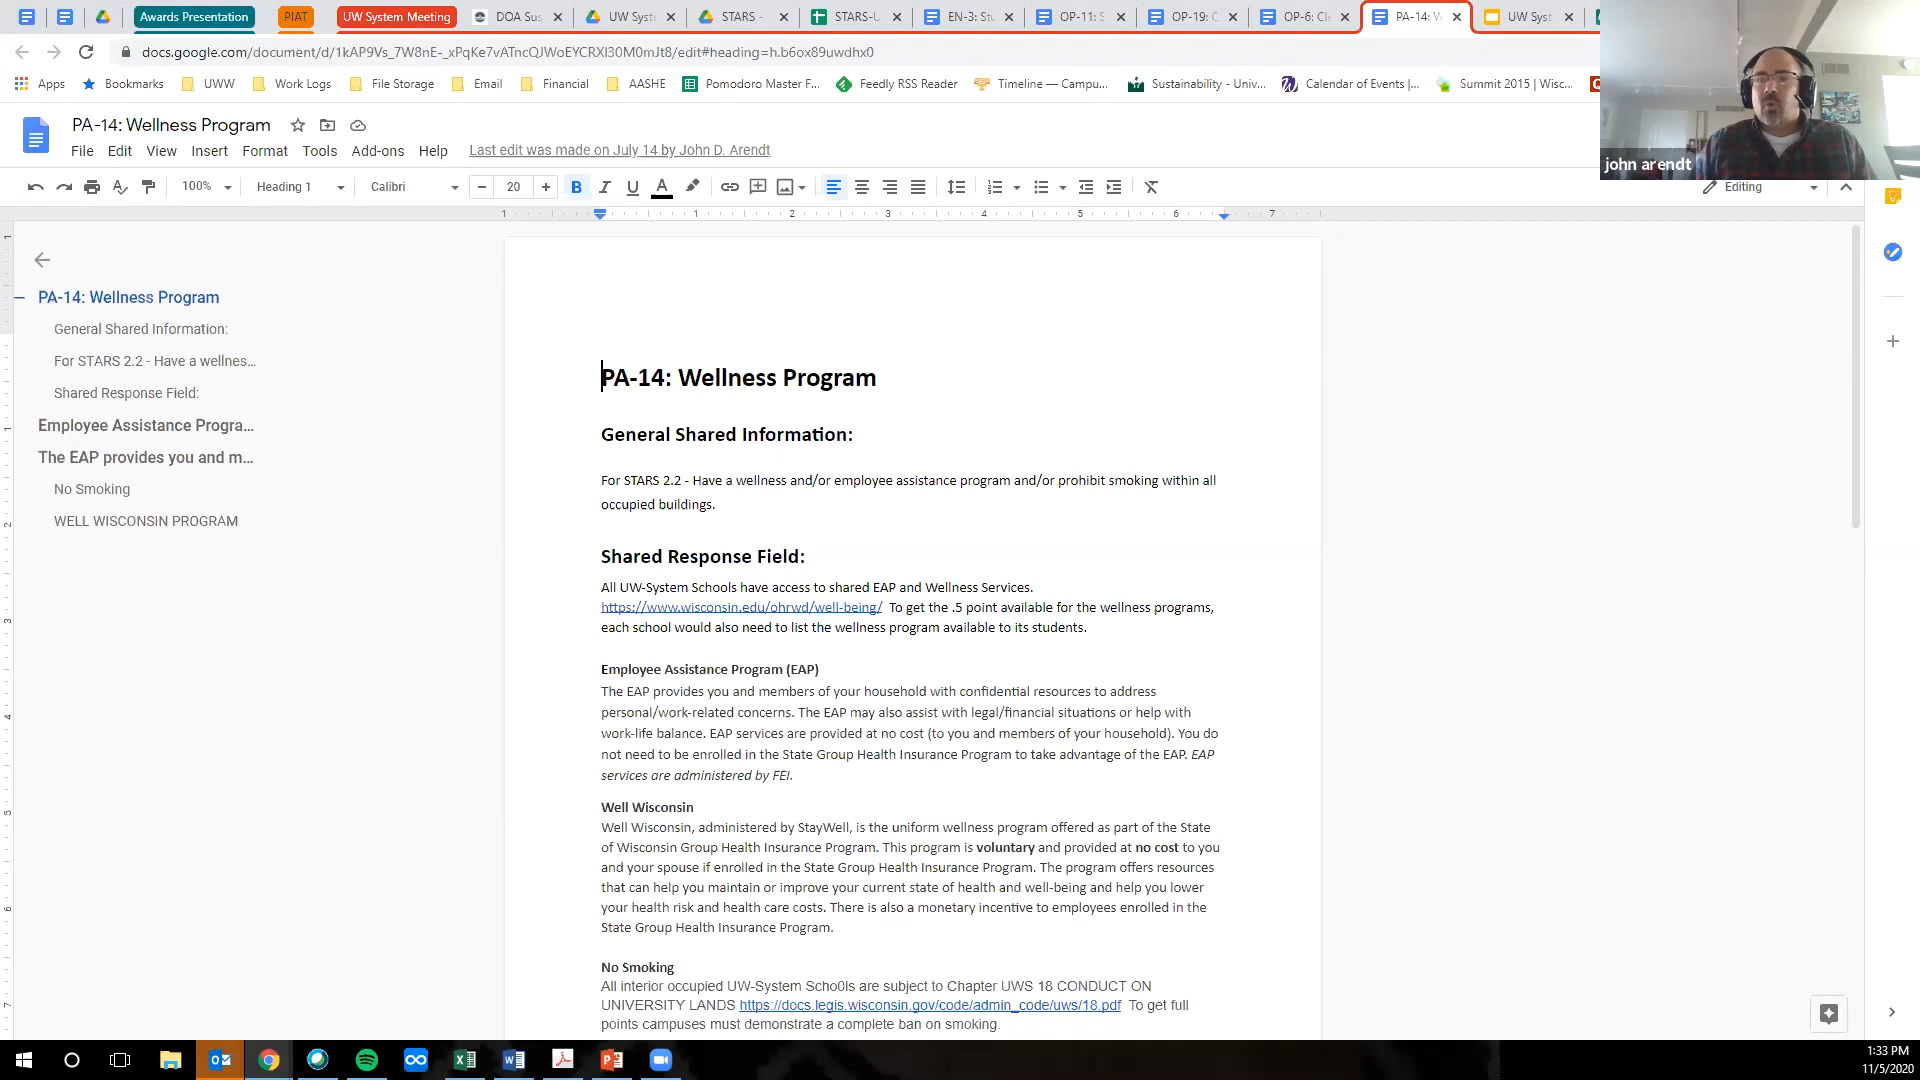 Awards Presentation
PIAT
UW System Meeting
DOA Sus
UW Syst
STARS -
STARS-U
EN-3: Stu
OP-11: S
OP-19: C
OP-6: Cle
PA-14: W
UW Syst
docs.google.com/document/d/1kAP9Vs_7W8nE-_xPqKe7vATncQJWoEYCRXl30M0mJt8/edit#heading=h.b6ox89uwdhx0
Apps
Bookmarks
UWW
Work Logs
File Storage
Email
Financial
AASHE
Pomodoro Master F...
Feedly RSS Reader
Timeline — Campu...
Sustainability - Univ...
Calendar of Events |...
Summit 2015 | Wisc...
PA-14: Wellness Program
File Edit View Insert Format Tools Add-ons Help Last edit was made on July 14 by John D. Arendt
john arendt
100% Heading 1 Calibri 20 Editing
1 1 2 3 4 5 6 7
PA-14: Wellness Program
General Shared Information:
For STARS 2.2 - Have a wellnes...
Shared Response Field:
Employee Assistance Progra...
The EAP provides you and m...
No Smoking
WELL WISCONSIN PROGRAM
PA-14: Wellness Program
General Shared Information:
For STARS 2.2 - Have a wellness and/or employee assistance program and/or prohibit smoking within all
occupied buildings.
Shared Response Field:
All UW-System Schools have access to shared EAP and Wellness Services.
https://www.wisconsin.edu/ohrwd/well-being/ To get the .5 point available for the wellness programs,
each school would also need to list the wellness program available to its students.
Employee Assistance Program (EAP)
The EAP provides you and members of your household with confidential resources to address
personal/work-related concerns. The EAP may also assist with legal/financial situations or help with
work-life balance. EAP services are provided at no cost (to you and members of your household). You do
not need to be enrolled in the State Group Health Insurance Program to take advantage of the EAP. EAP
services are administered by FEI.
Well Wisconsin
Well Wisconsin, administered by StayWell, is the uniform wellness program offered as part of the State
of Wisconsin Group Health Insurance Program. This program is voluntary and provided at no cost to you
and your spouse if enrolled in the State Group Health Insurance Program. The program offers resources
that can help you maintain or improve your current state of health and well-being and help you lower
your health risk and health care costs. There is also a monetary incentive to employees enrolled in the
State Group Health Insurance Program.
No Smoking
All interior occupied UW-System Scho0ls are subject to Chapter UWS 18 CONDUCT ON
UNIVERSITY LANDS https://docs.legis.wisconsin.gov/code/admin_code/uws/18.pdf To get full
points campuses must demonstrate a complete ban on smoking.
1:33 PM
11/5/2020